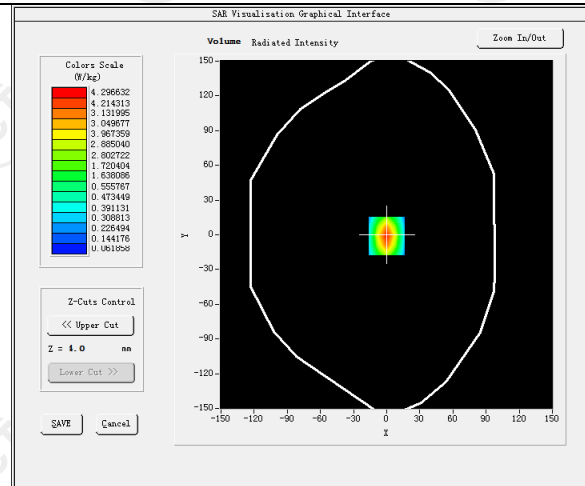 SAR Visualisation Graphical Interface
Volume Radiated Intensity
Zoom In/Out
Colors Scale
(W/kg)
4.296632
4.214313
3.131995
3.049677
3.967359
2.885040
2.802722
1.720404
1.638086
0.555767
0.473449
0.391131
0.308813
0.226494
0.144176
0.061858
150
120
90
60
30
0
-30
-60
-90
-120
-150
Y
-150 -120 -90 -60 -30 0 30 60 90 120 150
X
Z-Cuts Control
<< Upper Cut
Z = 4.0 mm
Lower Cut >>
SAVE Cancel